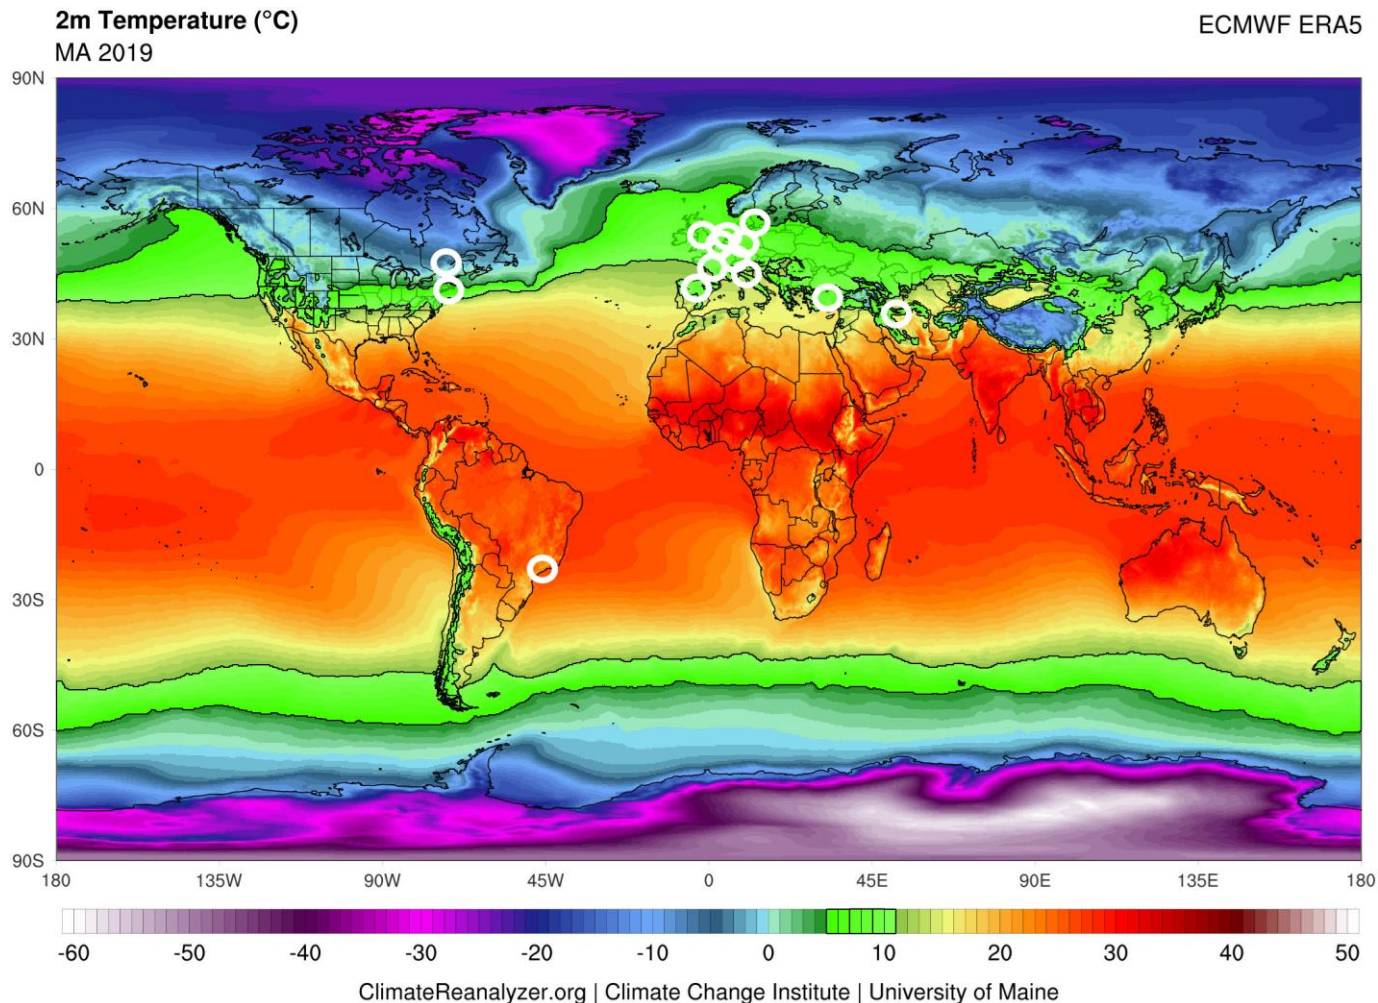 2m Temperature (°C)
ECMWF ERA5
MA 2019
90N
60N
30N
0
30S
60S
90S
180 135W 90W 45W 0 45E 90E 135E 180
-60 -50 -40 -30 -20 -10 0 10 20 30 40 50
ClimateReanalyzer.org | Climate Change Institute | University of Maine